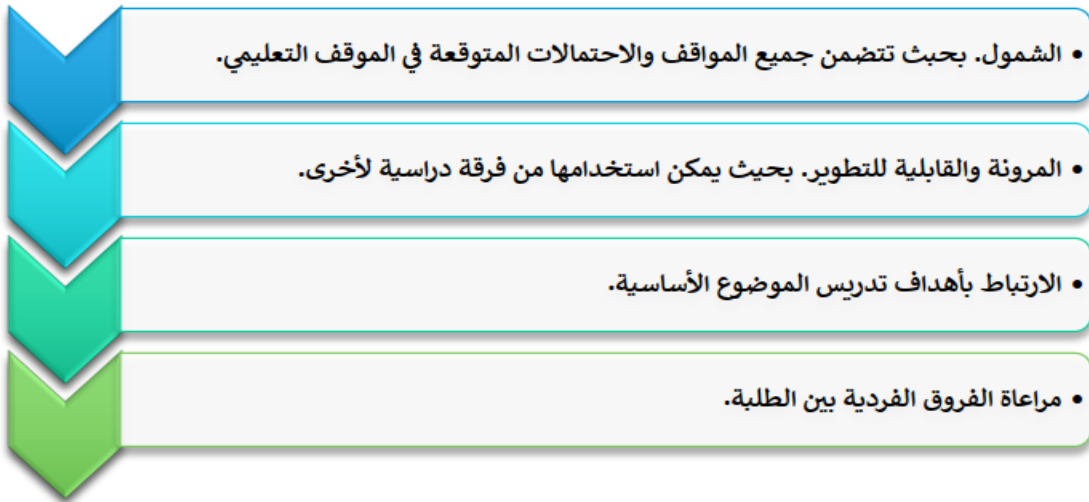 • الشمول. بحبث تتضمن جميع المواقف والاحتمالات المتوقعة في الموقف التعليمي.
• المرونة والقابلية للتطوير. بحيث يمكن استخدامها من فرقة دراسية لأخرى.
• الارتباط بأهداف تدريس الموضوع الأساسية.
• مراعاة الفروق الفردية بين الطلبة.